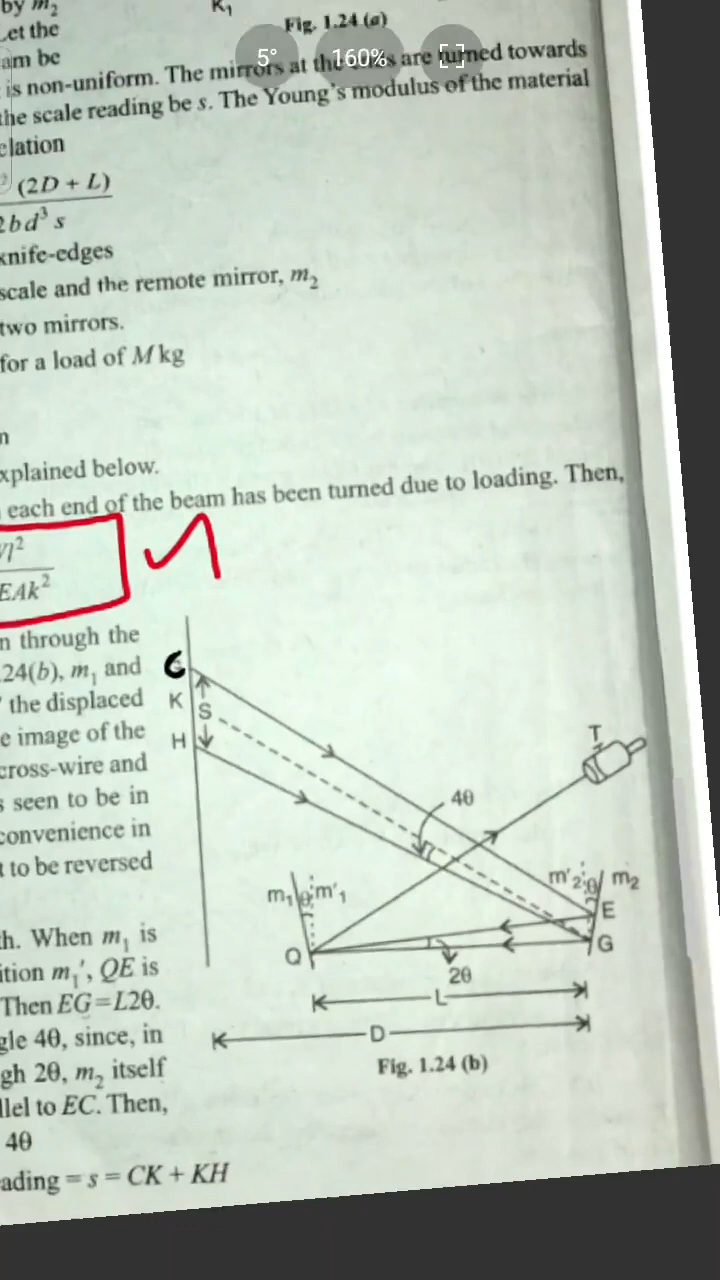 by m₂
K₁
Fig. 1.24 (a)
Let the
am be
5°
160%
is non-uniform. The mirrors at the ends are turned towards
the scale reading be s. The Young's modulus of the material
elation
(2D + L)
2bd³ s
knife-edges
scale and the remote mirror, m₂
two mirrors.
for a load of M kg
n
xplained below.
each end of the beam has been turned due to loading. Then,
l²
EAk²
n through the
.24(b), m₁ and
' the displaced
e image of the
cross-wire and
s seen to be in
convenience in
t to be reversed
C
K
S
H
T
4θ
m₁ θ m'₁
m'₂ θ m₂
E
Q
G
2θ
L
D
Fig. 1.24 (b)
h. When m₁ is
ition m₁', QE is
Then EG=L2θ.
gle 4θ, since, in
gh 2θ, m₂ itself
llel to EC. Then,
4θ
ading = s = CK + KH